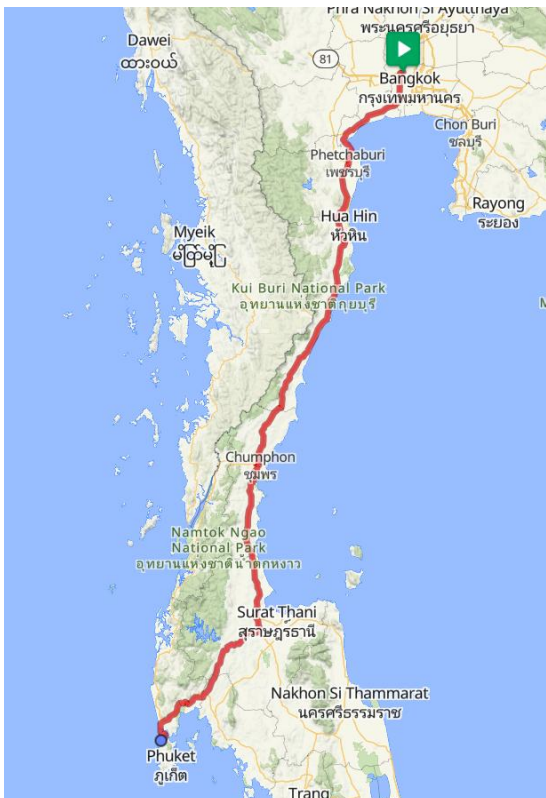 Phra Nakhon Si Ayutthaya
พระนครศรีอยุธยา
Dawei
ထားဝယ်
81
Bangkok
กรุงเทพมหานคร
Chon Buri
ชลบุรี
Phetchaburi
เพชรบุรี
Rayong
ระยอง
Hua Hin
หัวหิน
Myeik
Kui Buri National Park
อุทยานแห่งชาติกุยบุรี
Chumphon
ชุมพร
Namtok Ngao
National Park
อุทยานแห่งชาติน้ำตกหงาว
Surat Thani
สุราษฎร์ธานี
Nakhon Si Thammarat
นครศรีธรรมราช
Phuket
ภูเก็ต
Trang